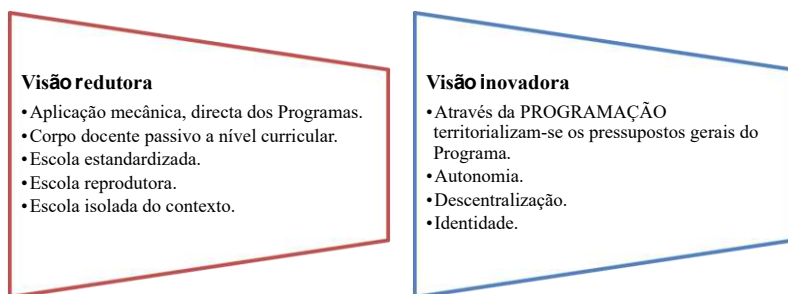 Visão redutora
•Aplicação mecânica, directa dos Programas.
•Corpo docente passivo a nível curricular.
•Escola estandardizada.
•Escola reprodutora.
•Escola isolada do contexto.
Visão inovadora
•Através da PROGRAMAÇÃO
territorializam-se os pressupostos gerais do
Programa.
•Autonomia.
•Descentralização.
•Identidade.